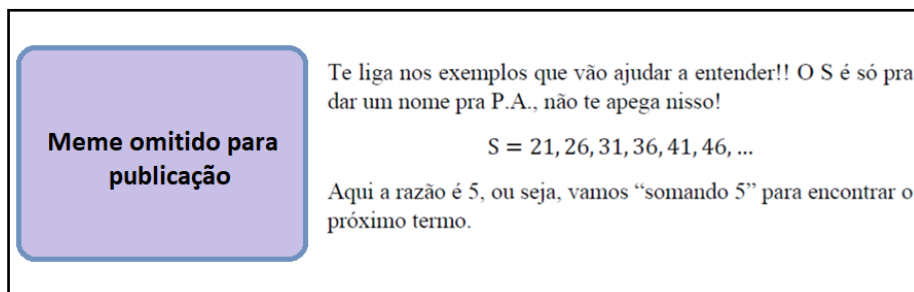 Meme omitido para
publicação
Te liga nos exemplos que vão ajudar a entender!! O S é só pra
dar um nome pra P.A., não te apega nisso!
S = 21, 26, 31, 36, 41, 46, ...
Aqui a razão é 5, ou seja, vamos “somando 5” para encontrar o
próximo termo.